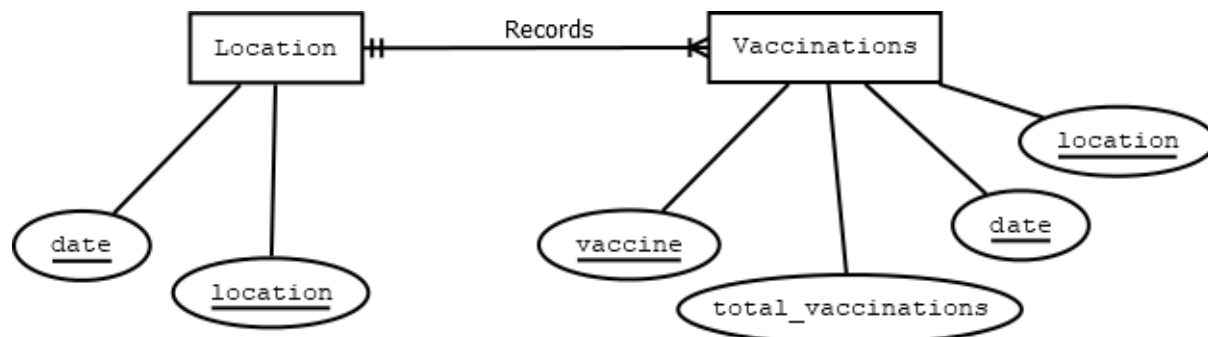 Records
Location
Vaccinations
location
date
vaccine
date
location
total_vaccinations